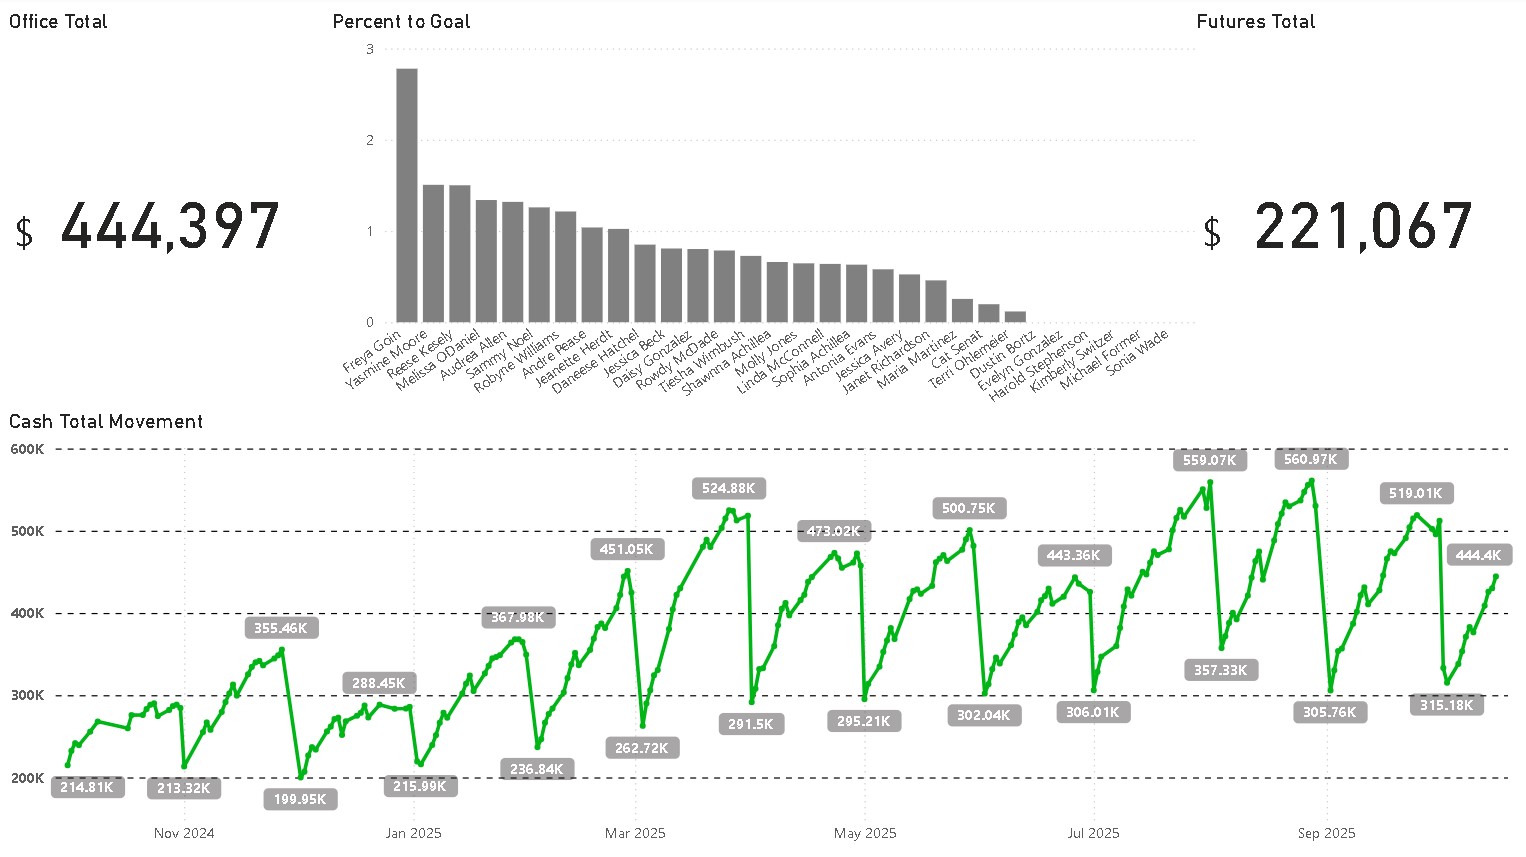 Office Total
$ 444,397
Percent to Goal
3
2
1
0
Freya Goin
Yasmine Moore
Reese Kesely
Melissa ODaniel
Audrea Allen
Sammy Noel
Robyne Williams
Andre Pease
Jeanette Herdt
Daneese Hatchel
Jessica Beck
Daisy Gonzalez
Rowdy McDade
Tiesha Wimbush
Shawnna Achillea
Molly Jones
Linda McConnell
Sophia Achillea
Antonia Evans
Jessica Avery
Janet Richardson
Maria Martinez
Cat Senat
Terri Ohlemeier
Dustin Bortz
Evelyn Gonzalez
Harold Stephenson
Kimberly Switzer
Michael Former
Sonia Wade
Futures Total
$ 221,067
Cash Total Movement
600K
500K
400K
300K
200K
214.81K
213.32K
355.46K
199.95K
288.45K
215.99K
367.98K
236.84K
451.05K
262.72K
524.88K
291.5K
473.02K
295.21K
500.75K
302.04K
443.36K
306.01K
559.07K
357.33K
560.97K
305.76K
519.01K
315.18K
444.4K
Nov 2024
Jan 2025
Mar 2025
May 2025
Jul 2025
Sep 2025